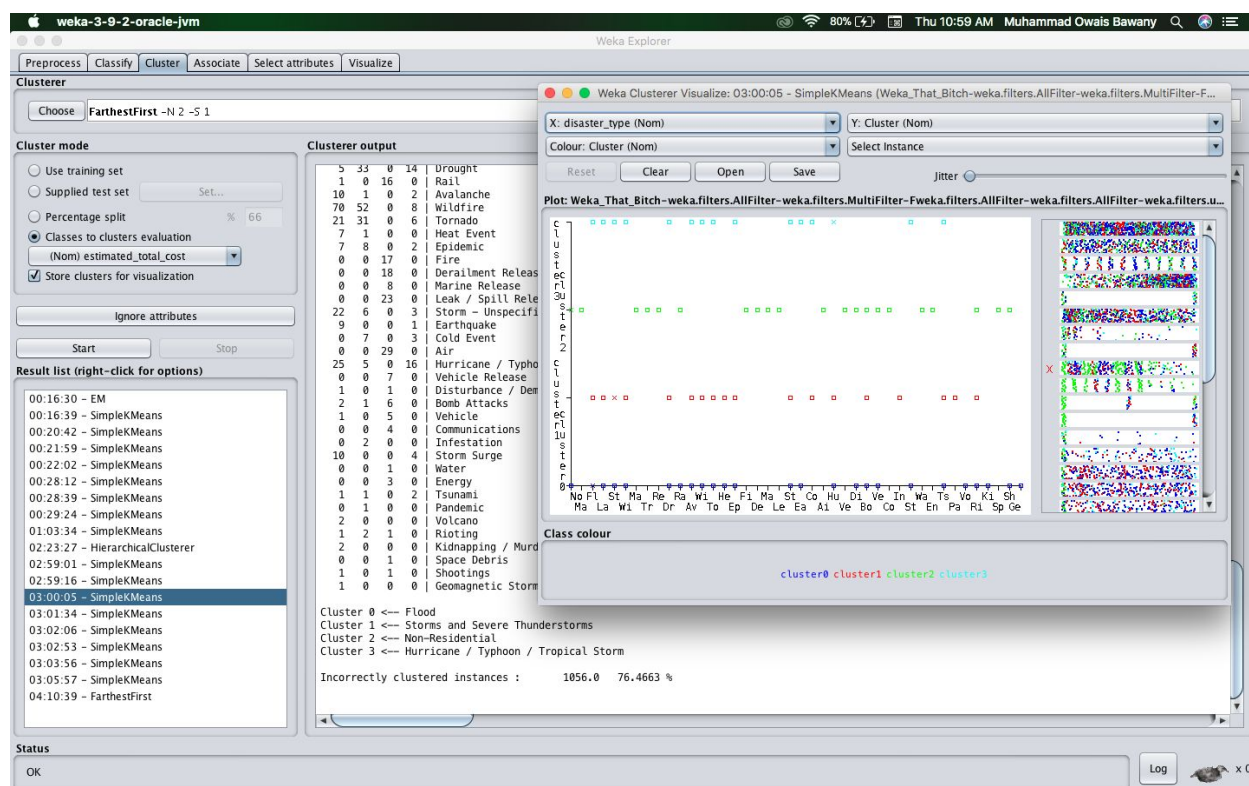 weka-3-9-2-oracle-jvm 80% Thu 10:59 AM Muhammad Owais Bawany
Weka Explorer
Preprocess Classify Cluster Associate Select attributes Visualize
Clusterer
Choose FarthestFirst -N 2 -S 1
Cluster mode
Use training set
Supplied test set Set...
Percentage split % 66
Classes to clusters evaluation
(Nom) estimated_total_cost
Store clusters for visualization
Ignore attributes
Start Stop
Result list (right-click for options)
00:16:30 - EM
00:16:39 - SimpleKMeans
00:20:42 - SimpleKMeans
00:21:59 - SimpleKMeans
00:22:02 - SimpleKMeans
00:28:12 - SimpleKMeans
00:28:39 - SimpleKMeans
00:29:24 - SimpleKMeans
01:03:34 - SimpleKMeans
02:23:27 - HierarchicalClusterer
02:59:01 - SimpleKMeans
02:59:16 - SimpleKMeans
03:00:05 - SimpleKMeans
03:01:34 - SimpleKMeans
03:02:06 - SimpleKMeans
03:02:53 - SimpleKMeans
03:03:56 - SimpleKMeans
03:05:57 - SimpleKMeans
04:10:39 - FarthestFirst
Clusterer output
5 33 0 14 | Drought
1 0 16 0 | Rail
10 1 0 2 | Avalanche
70 52 0 8 | Wildfire
21 31 0 6 | Tornado
7 1 0 0 | Heat Event
7 8 0 2 | Epidemic
0 0 17 0 | Fire
0 0 18 0 | Derailment Releas
0 0 8 0 | Marine Release
0 0 23 0 | Leak / Spill Rele
22 6 0 3 | Storm - Unspecifi
9 0 0 1 | Earthquake
0 7 0 3 | Cold Event
0 0 29 0 | Air
25 5 0 16 | Hurricane / Typho
0 0 7 0 | Vehicle Release
1 0 1 0 | Disturbance / Dem
2 1 6 0 | Bomb Attacks
1 0 5 0 | Vehicle
0 0 4 0 | Communications
0 2 0 0 | Infestation
10 0 0 4 | Storm Surge
0 0 1 0 | Water
0 0 3 0 | Energy
1 1 0 2 | Tsunami
0 1 0 0 | Pandemic
2 0 0 0 | Volcano
1 2 1 0 | Rioting
2 0 0 0 | Kidnapping / Murd
0 0 1 0 | Space Debris
1 0 1 0 | Shootings
1 0 0 0 | Geomagnetic Storm
Cluster 0 <-- Flood
Cluster 1 <-- Storms and Severe Thunderstorms
Cluster 2 <-- Non-Residential
Cluster 3 <-- Hurricane / Typhoon / Tropical Storm
Incorrectly clustered instances : 1056.0 76.4663 %
Weka Clusterer Visualize: 03:00:05 - SimpleKMeans (Weka_That_Bitch-weka.filters.AllFilter-weka.filters.MultiFilter-F...
X: disaster_type (Nom) Y: Cluster (Nom)
Colour: Cluster (Nom) Select Instance
Reset Clear Open Save Jitter
Plot: Weka_That_Bitch-weka.filters.AllFilter-weka.filters.MultiFilter-Fweka.filters.AllFilter-weka.filters.AllFilter-weka.filters.u...
No Fl St Ma Re Ra Wi He Fi Ma St Co Hu Di Ve In Wa Ts Vo Ki Sh
Ma La Wi Tr Dr Av To Ep De Le Ea Ai Ve Bo Co St En Pa Ri Sp Ge
X
Class colour
cluster0 cluster1 cluster2 cluster3
Status
OK
Log